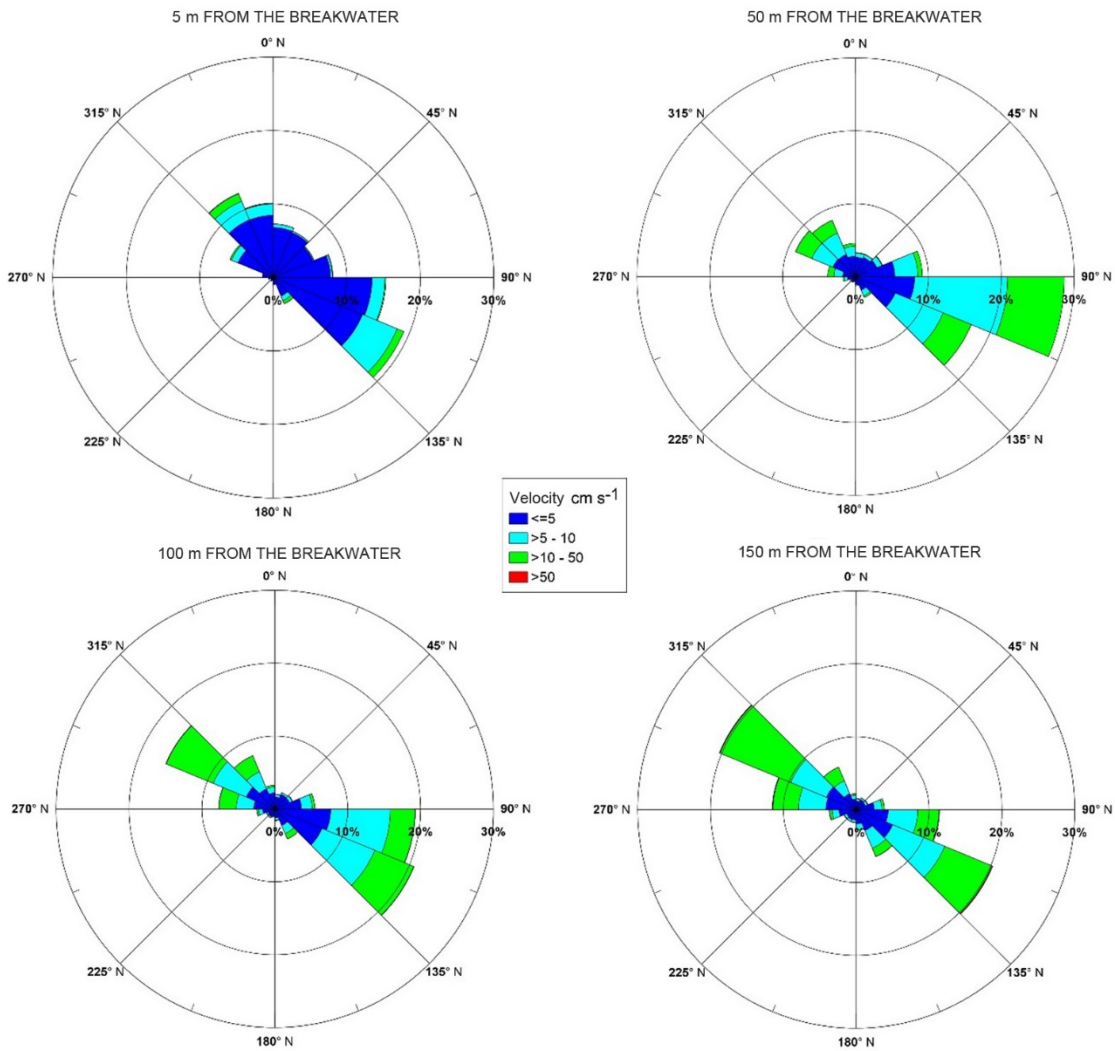 5 m FROM THE BREAKWATER
0° N
315° N
45° N
270° N
90° N
0%
10%
20%
30%
225° N
135° N
180° N
50 m FROM THE BREAKWATER
0° N
315° N
45° N
270° N
90° N
0%
10%
20%
30%
225° N
135° N
180° N
Velocity cm s-1
<=5
>5 - 10
>10 - 50
>50
100 m FROM THE BREAKWATER
0° N
315° N
45° N
270° N
90° N
0%
10%
20%
30%
225° N
135° N
180° N
150 m FROM THE BREAKWATER
0° N
315° N
45° N
270° N
90° N
0%
10%
20%
30%
225° N
135° N
180° N